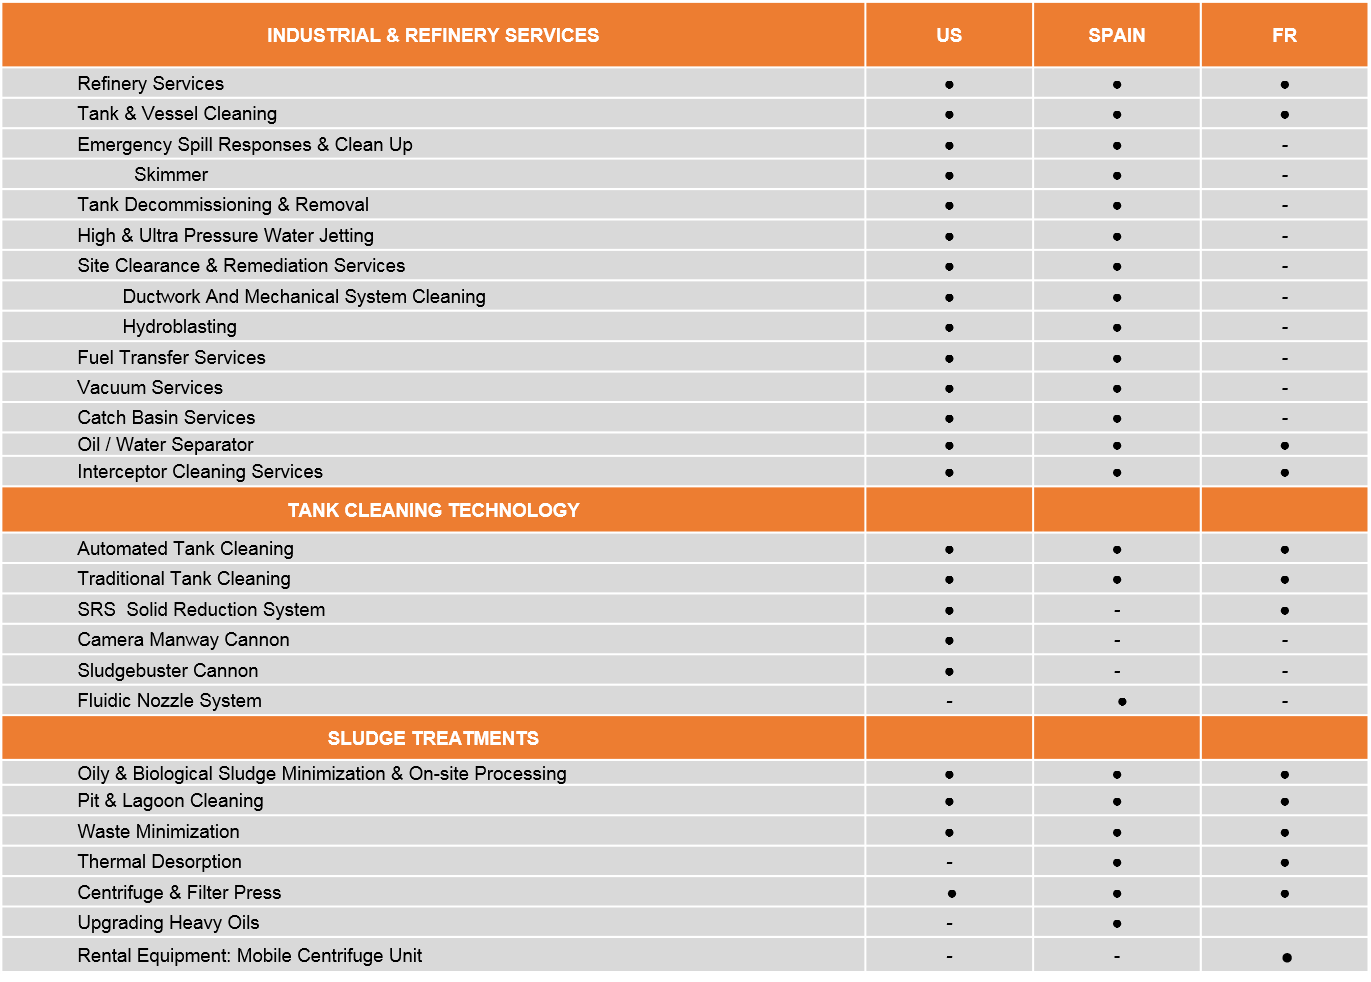 INDUSTRIAL & REFINERY SERVICES US SPAIN FR
Refinery Services ● ● ●
Tank & Vessel Cleaning ● ● ●
Emergency Spill Responses & Clean Up ● ● -
Skimmer ● ● -
Tank Decommissioning & Removal ● ● -
High & Ultra Pressure Water Jetting ● ● -
Site Clearance & Remediation Services ● ● -
Ductwork And Mechanical System Cleaning ● ● -
Hydroblasting ● ● -
Fuel Transfer Services ● ● -
Vacuum Services ● ● -
Catch Basin Services ● ● -
Oil / Water Separator ● ● ●
Interceptor Cleaning Services ● ● ●
TANK CLEANING TECHNOLOGY
Automated Tank Cleaning ● ● ●
Traditional Tank Cleaning ● ● ●
SRS  Solid Reduction System ● - ●
Camera Manway Cannon ● - -
Sludgebuster Cannon ● - -
Fluidic Nozzle System - ● -
SLUDGE TREATMENTS
Oily & Biological Sludge Minimization & On-site Processing ● ● ●
Pit & Lagoon Cleaning ● ● ●
Waste Minimization ● ● ●
Thermal Desorption - ● ●
Centrifuge & Filter Press ● ● ●
Upgrading Heavy Oils - ●
Rental Equipment: Mobile Centrifuge Unit - - ●